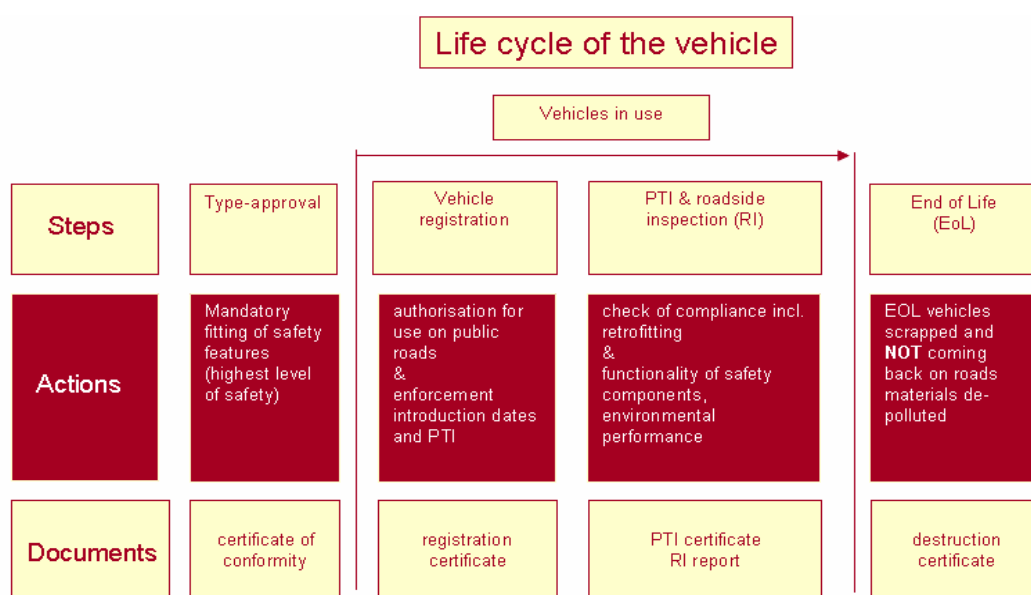 Life cycle of the vehicle
Vehicles in use
Steps
Type-approval
Vehicle
registration
PTI & roadside
inspection (RI)
End of Life
(EoL)
Actions
Mandatory
fitting of safety
features
(highest level
of safety)
authorisation for
use on public
roads
&
enforcement
introduction dates
and PTI
check of compliance incl.
retrofitting
&
functionality of safety
components,
environmental
performance
EOL vehicles
scrapped and
NOT coming
back on roads
materials de-
polluted
Documents
certificate of
conformity
registration
certificate
PTI certificate
RI report
destruction
certificate